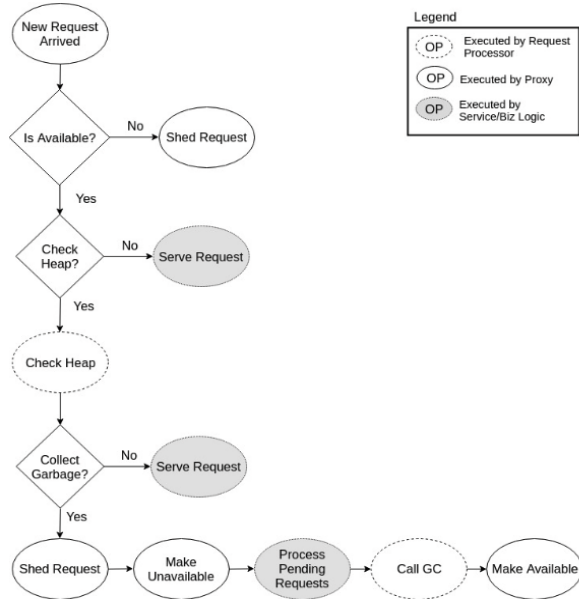 New Request
Arrived
Legend
OP
Executed by Request
Processor
OP
Executed by Proxy
OP
Executed by
Service/Biz Logic
Is Available?
No
Shed Request
Yes
Check
Heap?
No
Serve Request
Yes
Check Heap
Collect
Garbage?
No
Serve Request
Yes
Shed Request
Make
Unavailable
Process
Pending
Requests
Call GC
Make Available